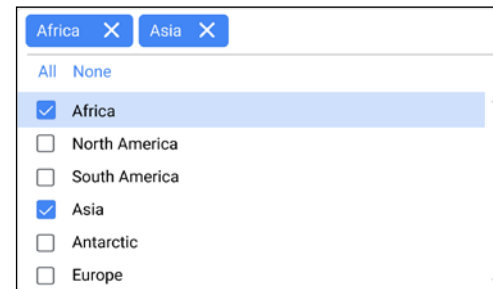 Africa Asia
All None
Africa
North America
South America
Asia
Antarctic
Europe